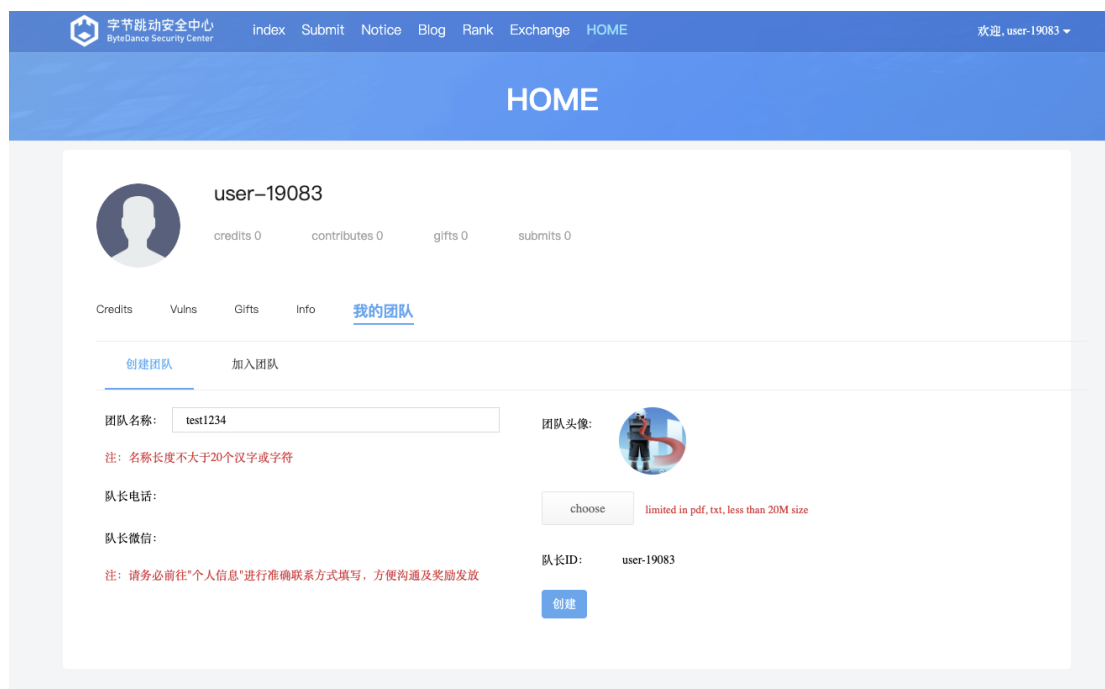 字节跳动安全中心
ByteDance Security Center
index Submit Notice Blog Rank Exchange HOME
欢迎, user-19083
HOME
user-19083
credits 0 contributes 0 gifts 0 submits 0
Credits Vulns Gifts Info 我的团队
创建团队 加入团队
团队名称: test1234
注：名称长度不大于20个汉字或字符
队长电话:
队长微信:
注：请务必前往"个人信息"进行准确联系方式填写，方便沟通及奖励发放
团队头像:
choose limited in pdf, txt, less than 20M size
队长ID: user-19083
创建